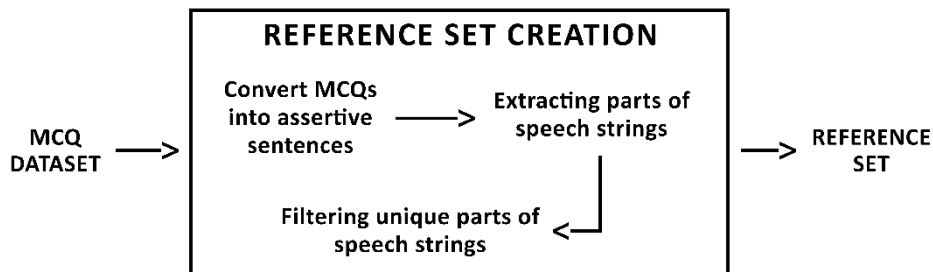 REFERENCE SET CREATION
MCQ
DATASET
Convert MCQs
into assertive
sentences
Extracting parts of
speech strings
Filtering unique parts of
speech strings
REFERENCE
SET